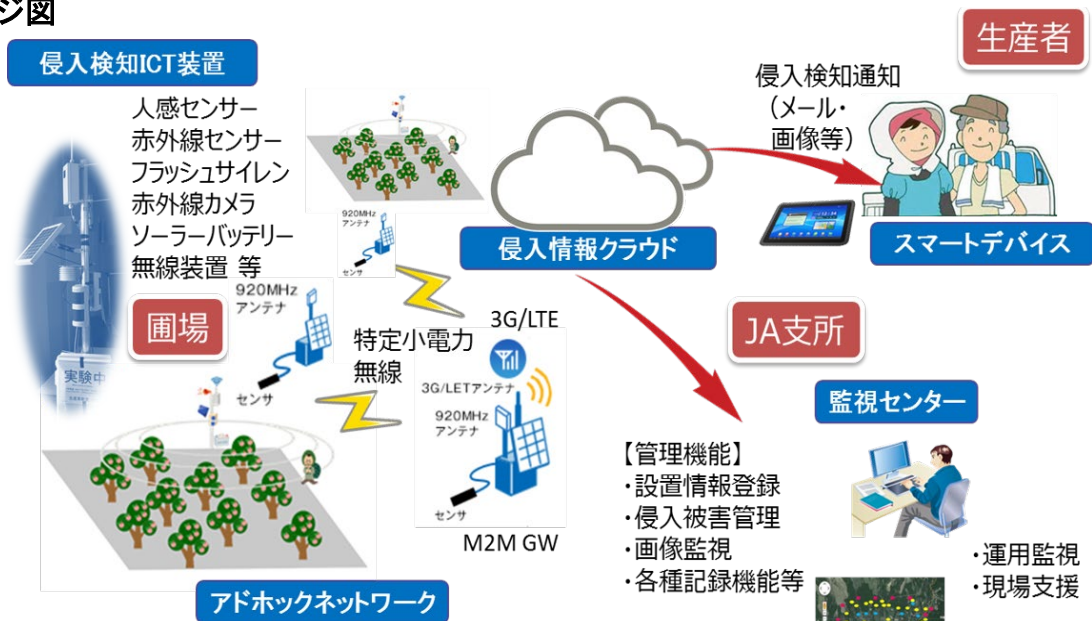 ジ図
侵入検知ICT装置
人感センサー
赤外線センサー
フラッシュサイレン
赤外線カメラ
ソーラーバッテリー
無線装置 等
実験中
圃場
920MHz
アンテナ
センサ
920MHz
アンテナ
センサ
特定小電力
無線
3G/LTE
3G/LETアンテナ
920MHz
アンテナ
センサ
M2M GW
アドホックネットワーク
侵入情報クラウド
侵入検知通知
（メール・
画像等）
生産者
スマートデバイス
JA支所
監視センター
【管理機能】
・設置情報登録
・侵入被害管理
・画像監視
・各種記録機能等
・運用監視
・現場支援